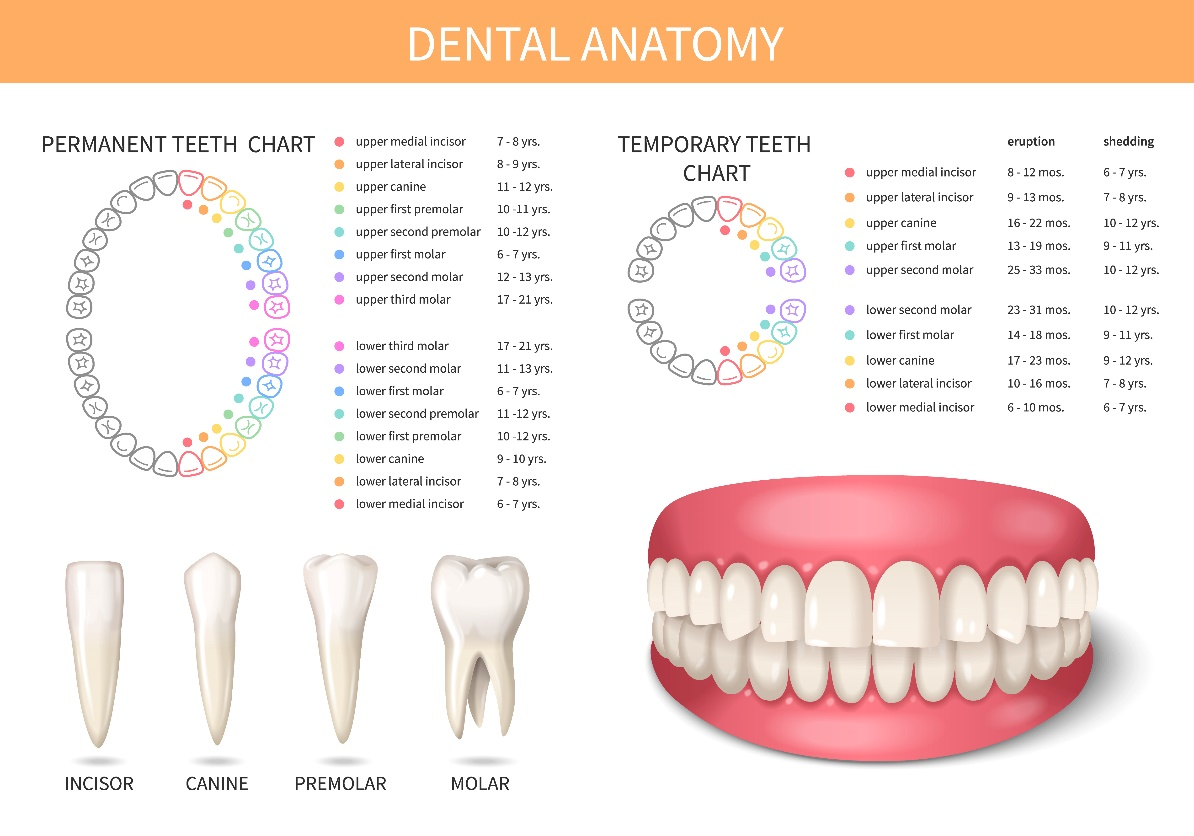 DENTAL ANATOMY
PERMANENT TEETH CHART
upper medial incisor 7 - 8 yrs.
upper lateral incisor 8 - 9 yrs.
upper canine 11 - 12 yrs.
upper first premolar 10 -11 yrs.
upper second premolar 10 -12 yrs.
upper first molar 6 - 7 yrs.
upper second molar 12 - 13 yrs.
upper third molar 17 - 21 yrs.
lower third molar 17 - 21 yrs.
lower second molar 11 - 13 yrs.
lower first molar 6 - 7 yrs.
lower second premolar 11 -12 yrs.
lower first premolar 10 -12 yrs.
lower canine 9 - 10 yrs.
lower lateral incisor 7 - 8 yrs.
lower medial incisor 6 - 7 yrs.
TEMPORARY TEETH
CHART
eruption shedding
upper medial incisor 8 - 12 mos. 6 - 7 yrs.
upper lateral incisor 9 - 13 mos. 7 - 8 yrs.
upper canine 16 - 22 mos. 10 - 12 yrs.
upper first molar 13 - 19 mos. 9 - 11 yrs.
upper second molar 25 - 33 mos. 10 - 12 yrs.
lower second molar 23 - 31 mos. 10 - 12 yrs.
lower first molar 14 - 18 mos. 9 - 11 yrs.
lower canine 17 - 23 mos. 9 - 12 yrs.
lower lateral incisor 10 - 16 mos. 7 - 8 yrs.
lower medial incisor 6 - 10 mos. 6 - 7 yrs.
INCISOR
CANINE
PREMOLAR
MOLAR